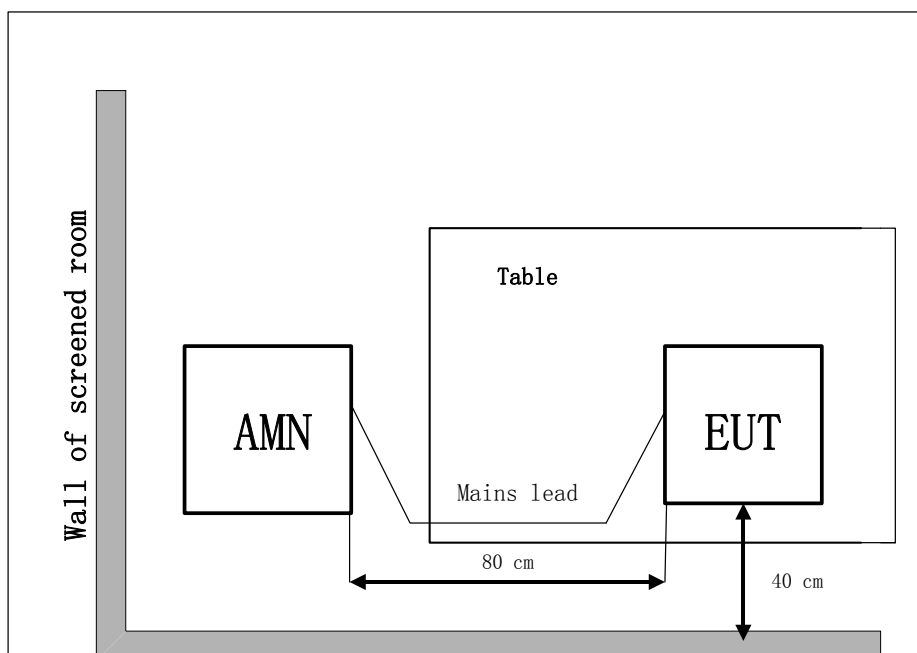 Wall of screened room
Table
AMN
EUT
Mains lead
80 cm
40 cm